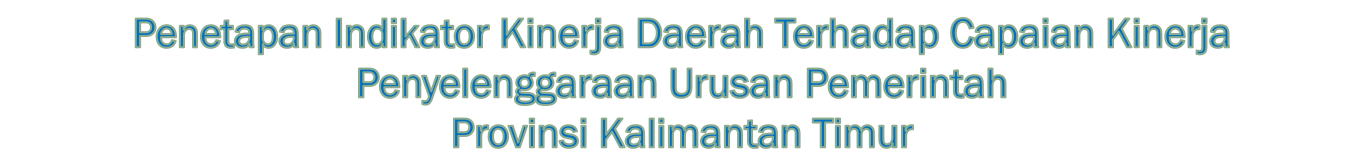 Penetapan Indikator Kinerja Daerah Terhadap Capaian Kinerja
Penyelenggaraan Urusan Pemerintah
Provinsi Kalimantan Timur